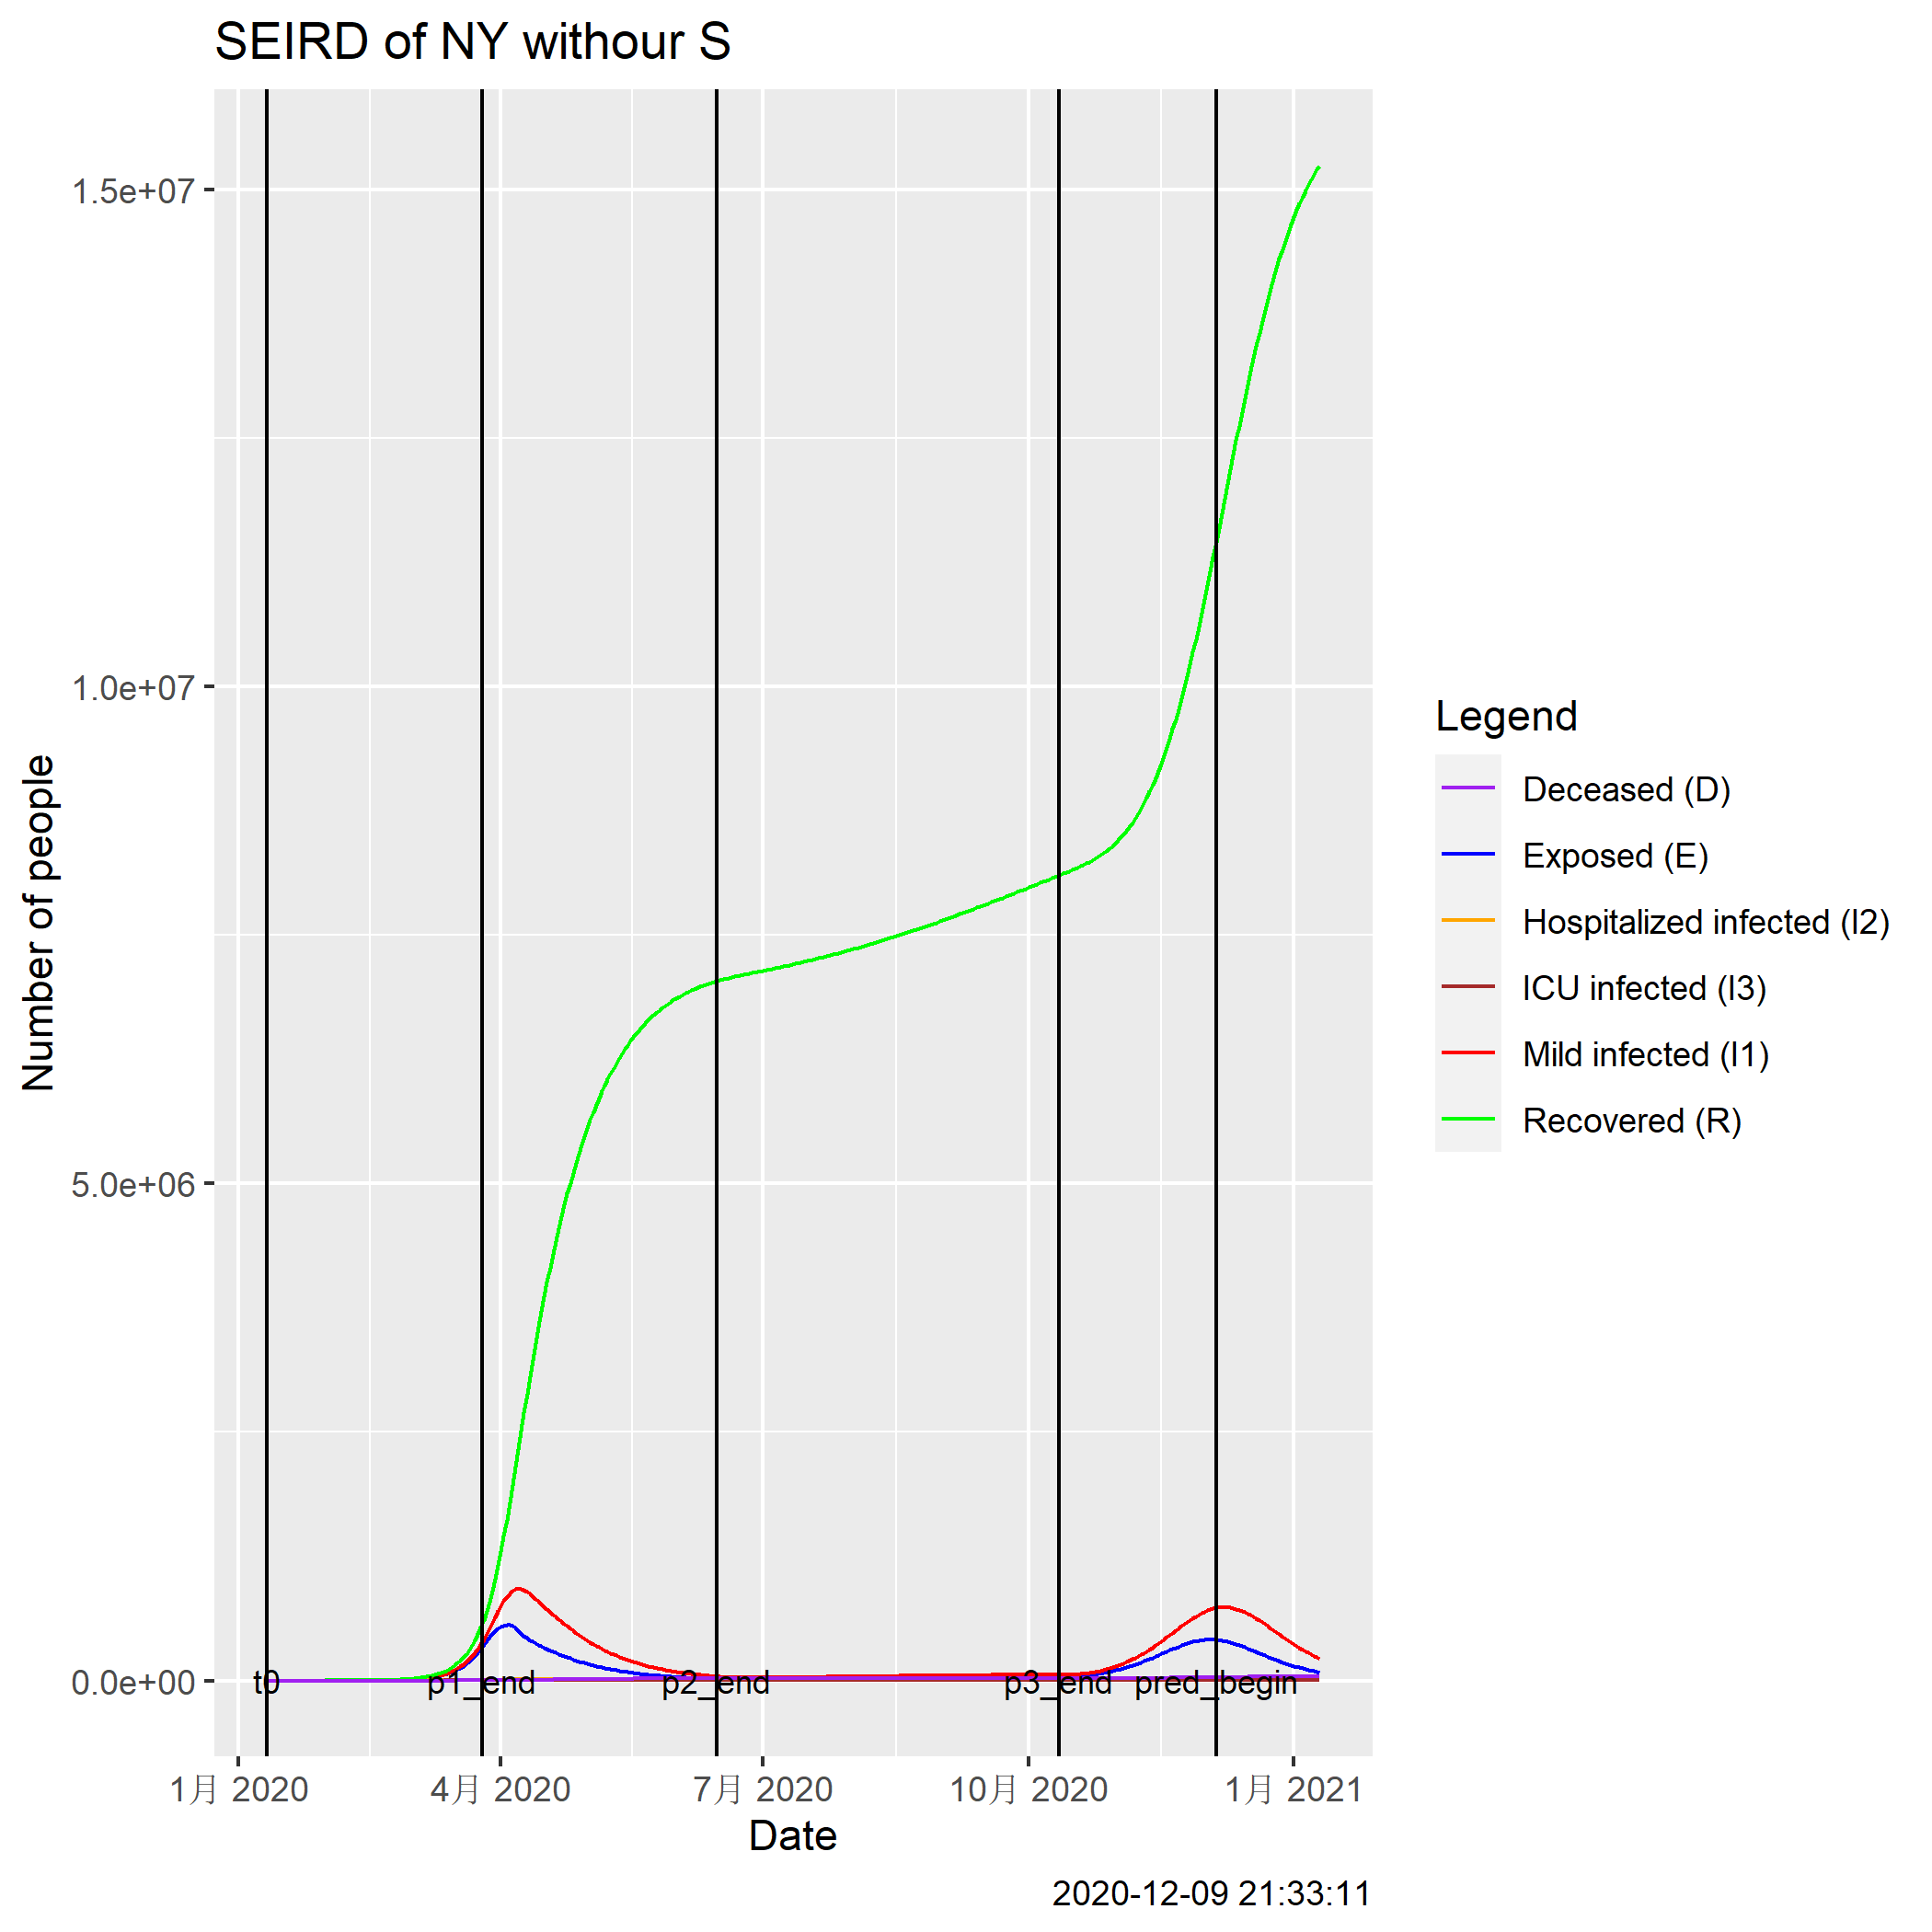 SEIRD of NY withour S
1.5e+07
1.0e+07
5.0e+06
0.0e+00
Number of people
t0
p1_end
p2_end
p3_end
pred_begin
1月 2020
4月 2020
7月 2020
10月 2020
1月 2021
Date
Legend
Deceased (D)
Exposed (E)
Hospitalized infected (I2)
ICU infected (I3)
Mild infected (I1)
Recovered (R)
2020-12-09 21:33:11